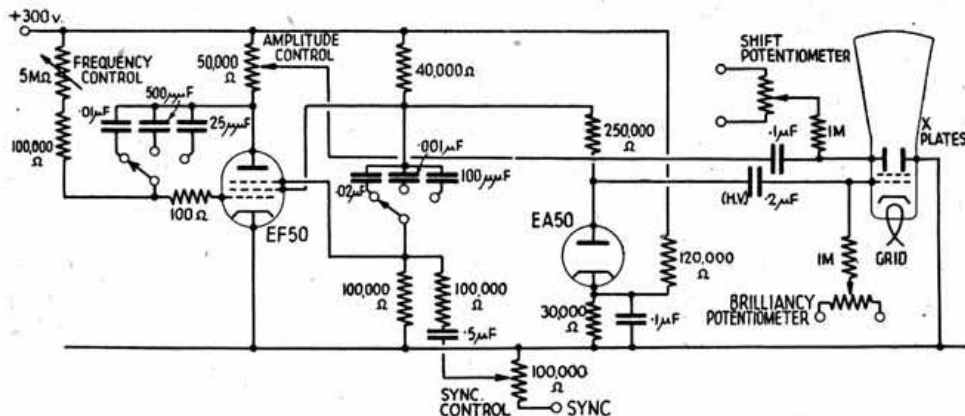 +300 v.
5MΩ
FREQUENCY
CONTROL
50,000
Ω
AMPLITUDE
CONTROL
40,000
Ω
SHIFT
POTENTIOMETER
.01µF
500µµF
25µµF
100,000
Ω
250,000
Ω
.001µF
100µµF
.02µF
.1µF
1M
X
PLATES
100Ω
EF50
EA50
(H.V.)
.2µF
100,000
Ω
100,000
Ω
.5µF
120,000
Ω
30,000
Ω
.1µF
1M
GRID
BRILLIANCY
POTENTIOMETER
SYNC.
CONTROL
100,000
Ω
SYNC